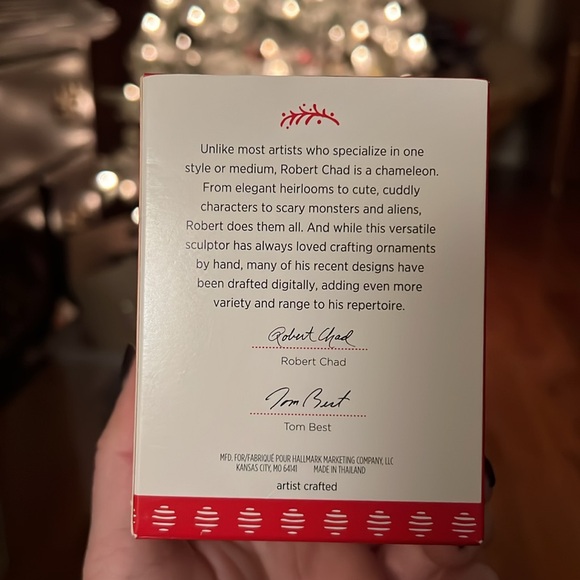 Unlike most artists who specialize in one
style or medium, Robert Chad is a chameleon.
From elegant heirlooms to cute, cuddly
characters to scary monsters and aliens,
Robert does them all. And while this versatile
sculptor has always loved crafting ornaments
by hand, many of his recent designs have
been drafted digitally, adding even more
variety and range to his repertoire.
Robert Chad
Robert Chad
Tom Best
Tom Best
MFD. FOR/FABRIQUÉ POUR HALLMARK MARKETING COMPANY, LLC
KANSAS CITY, MO 64141 MADE IN THAILAND
artist crafted